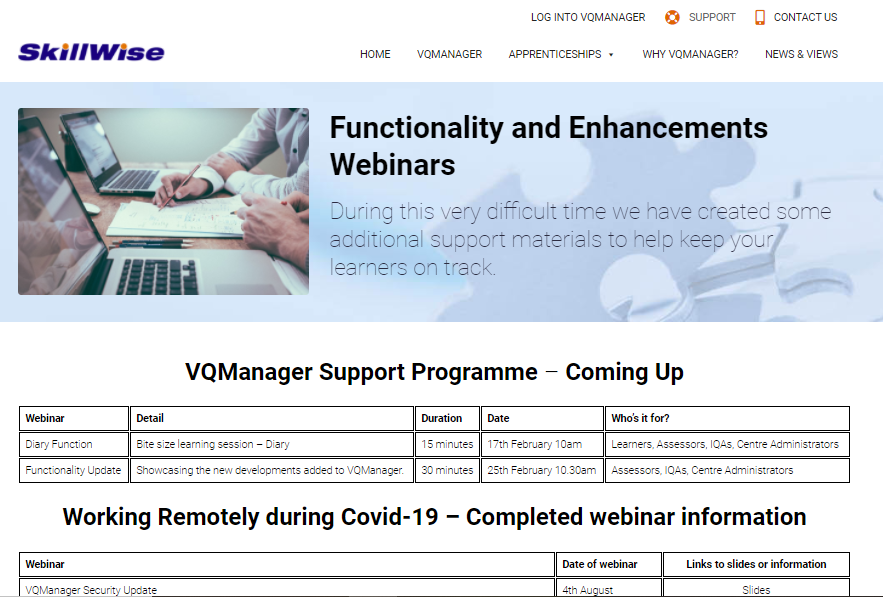 LOG INTO VQMANAGER SUPPORT CONTACT US
SkillWise
HOME VQMANAGER APPRENTICESHIPS WHY VQMANAGER? NEWS & VIEWS
Functionality and Enhancements
Webinars
During this very difficult time we have created some
additional support materials to help keep your
learners on track.
VQManager Support Programme – Coming Up
Webinar Detail Duration Date Who's it for?
Diary Function Bite size learning session – Diary 15 minutes 17th February 10am Learners, Assessors, IQAs, Centre Administrators
Functionality Update Showcasing the new developments added to VQManager. 30 minutes 25th February 10.30am Assessors, IQAs, Centre Administrators
Working Remotely during Covid-19 – Completed webinar information
Webinar Date of webinar Links to slides or information
VQManager Security Update 4th August Slides